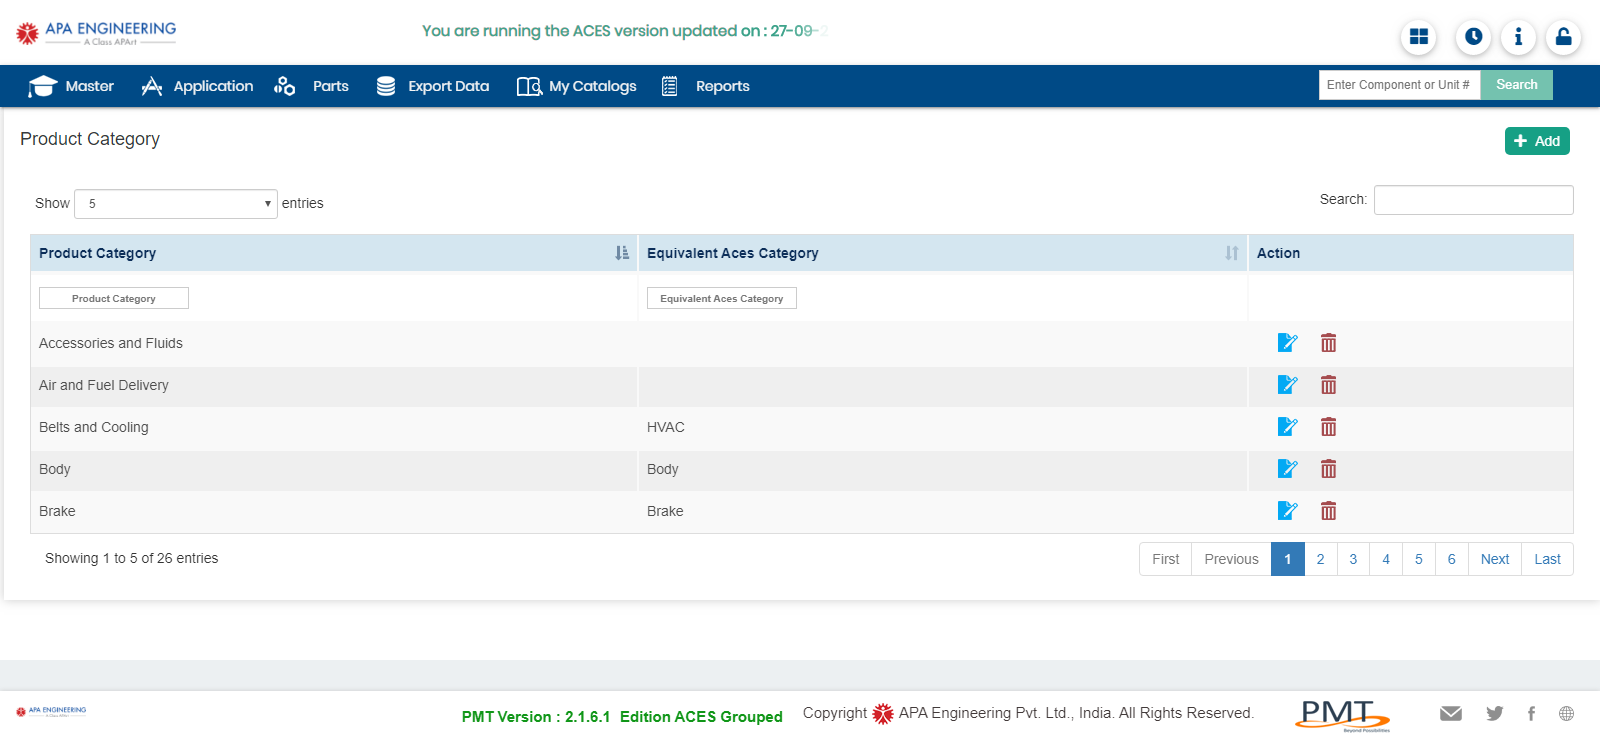 APA ENGINEERING
A Class APArt
You are running the ACES version updated on : 27-09-2
Master Application Parts Export Data My Catalogs Reports
Enter Component or Unit # Search
Product Category
Add
Show 5 entries
Search:
Product Category Equivalent Aces Category Action
Product Category Equivalent Aces Category
Accessories and Fluids
Air and Fuel Delivery
Belts and Cooling HVAC
Body Body
Brake Brake
Showing 1 to 5 of 26 entries
First Previous 1 2 3 4 5 6 Next Last
APA ENGINEERING
A Class APArt
PMT Version : 2.1.6.1 Edition ACES Grouped
Copyright APA Engineering Pvt. Ltd., India. All Rights Reserved.
PMT
Beyond Possibilities